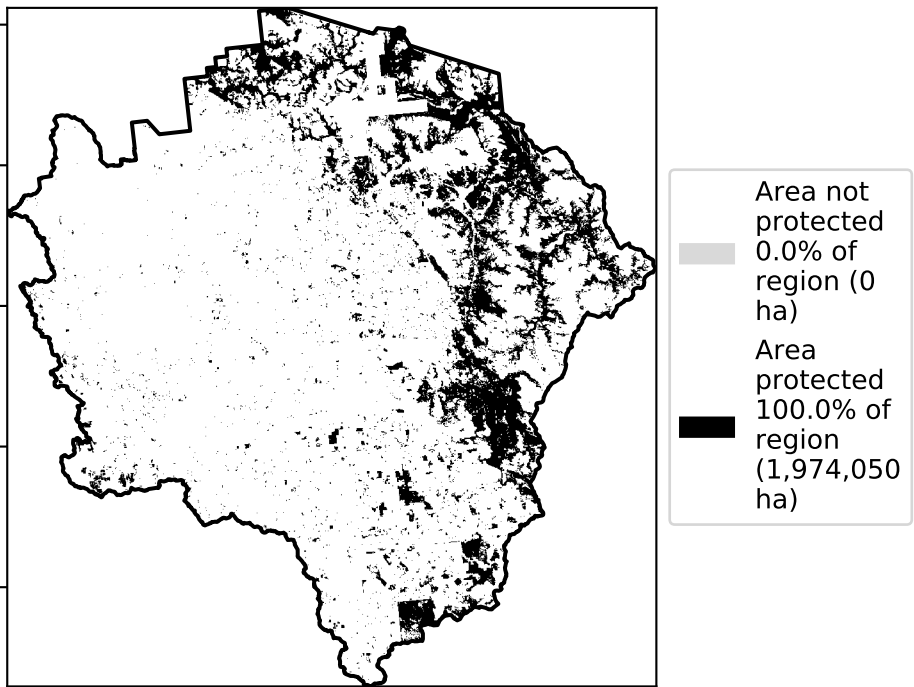 Area not
protected
0.0% of
region (0
ha)
Area
protected
100.0% of
region
(1,974,050
ha)